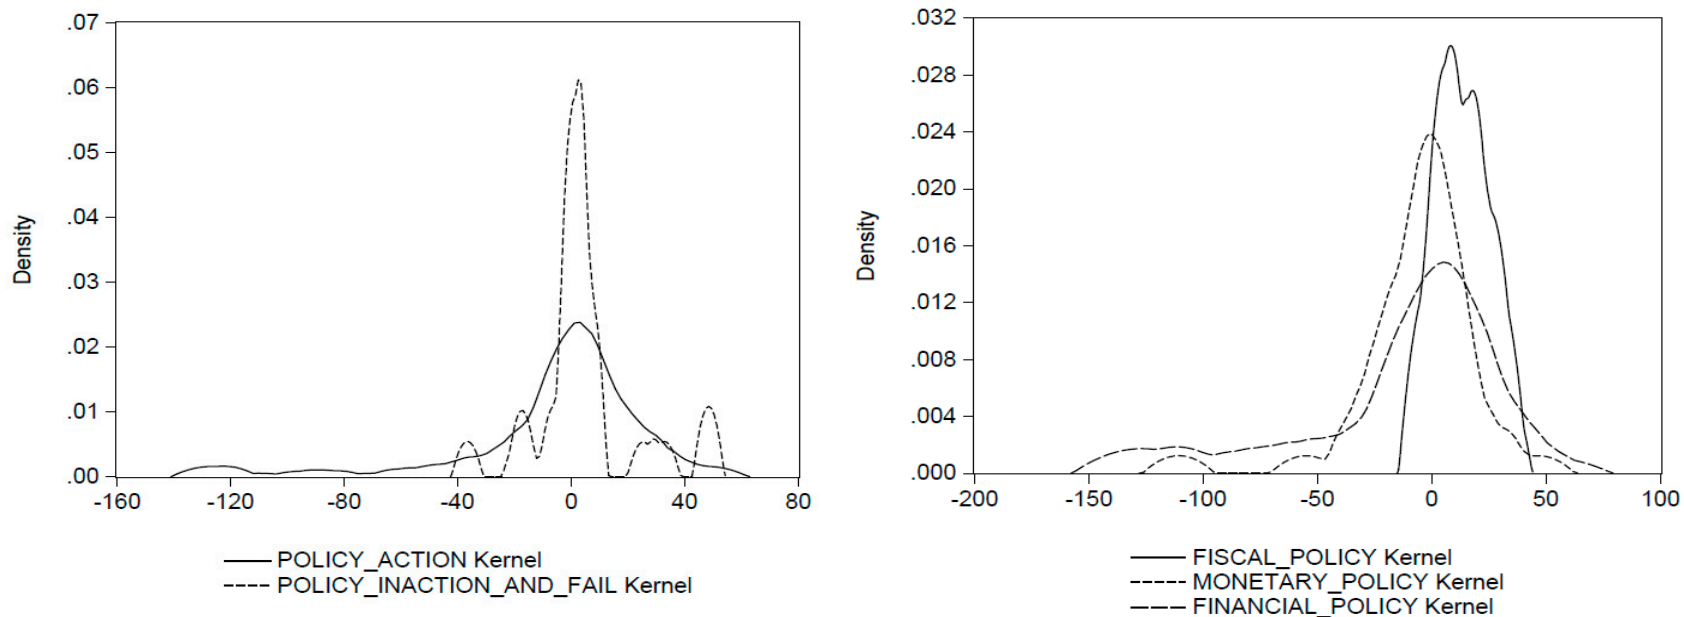 .07
.06
.05
.04
.03
.02
.01
.00
Density
-160 -120 -80 -40 0 40 80
POLICY_ACTION Kernel
POLICY_INACTION_AND_FAIL Kernel
.032
.028
.024
.020
.016
.012
.008
.004
.000
Density
-200 -150 -100 -50 0 50 100
FISCAL_POLICY Kernel
MONETARY_POLICY Kernel
FINANCIAL_POLICY Kernel